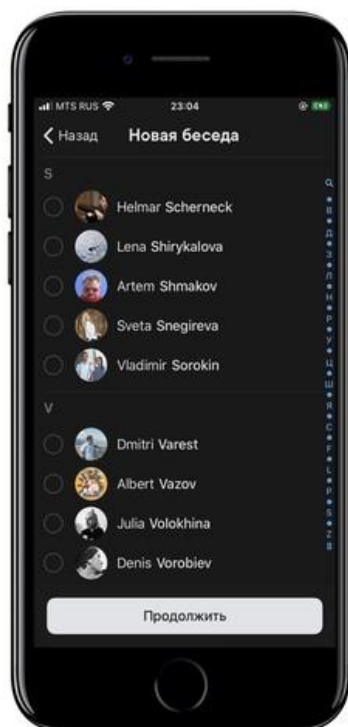 MTS RUS 23:04
Назад Новая беседа
S
Helmar Scherneck
Lena Shirykalova
Artem Shmakov
Sveta Snegireva
Vladimir Sorokin
V
Dmitri Varest
Albert Vazov
Julia Volokhina
Denis Vorobiev
Продолжить
В
Д
З
Л
Н
Р
У
Ц
Ш
Я
C
F
L
P
S
Z
#